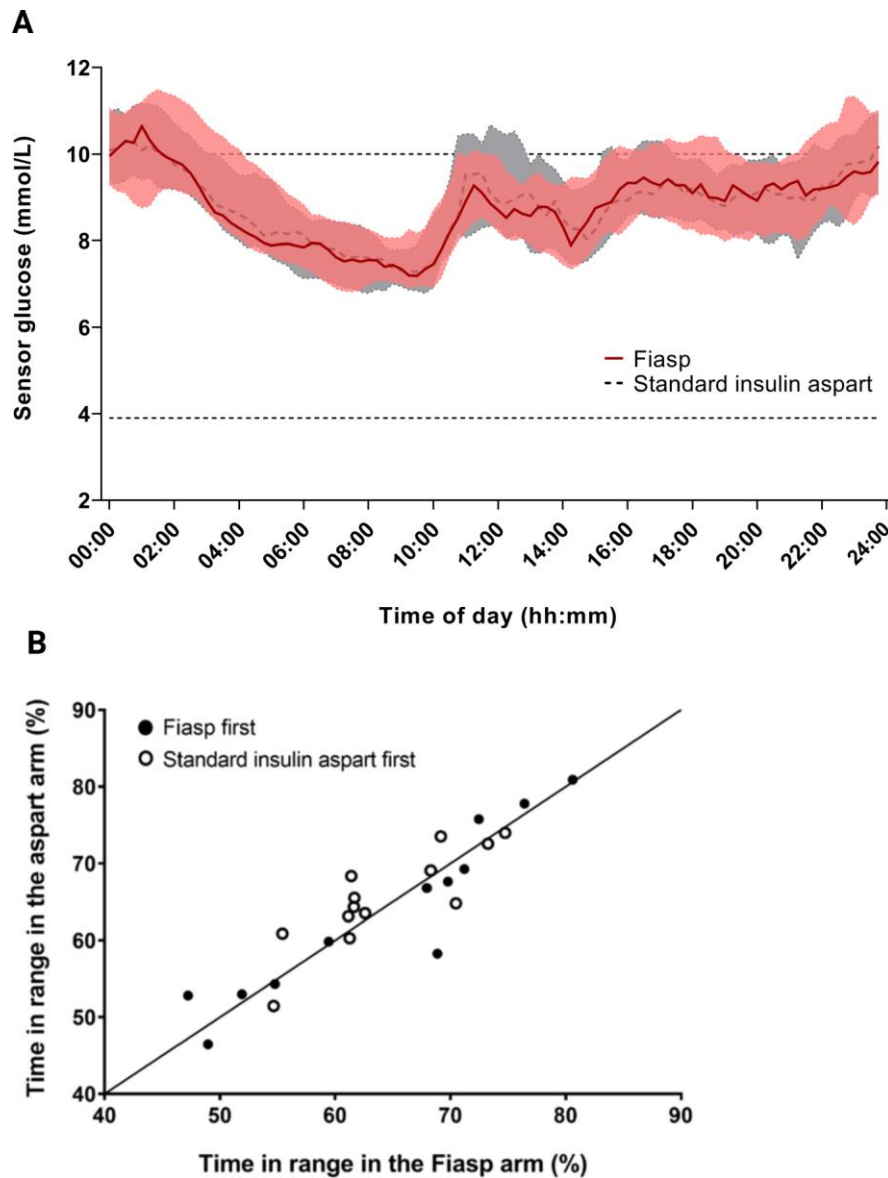 A
12
10
8
6
4
2
Sensor glucose (mmol/L)
Fiasp
Standard insulin aspart
00:00 02:00 04:00 06:00 08:00 10:00 12:00 14:00 16:00 18:00 20:00 22:00 24:00
Time of day (hh:mm)
B
90
80
70
60
50
40
Time in range in the aspart arm (%)
Fiasp first
Standard insulin aspart first
40 50 60 70 80 90
Time in range in the Fiasp arm (%)